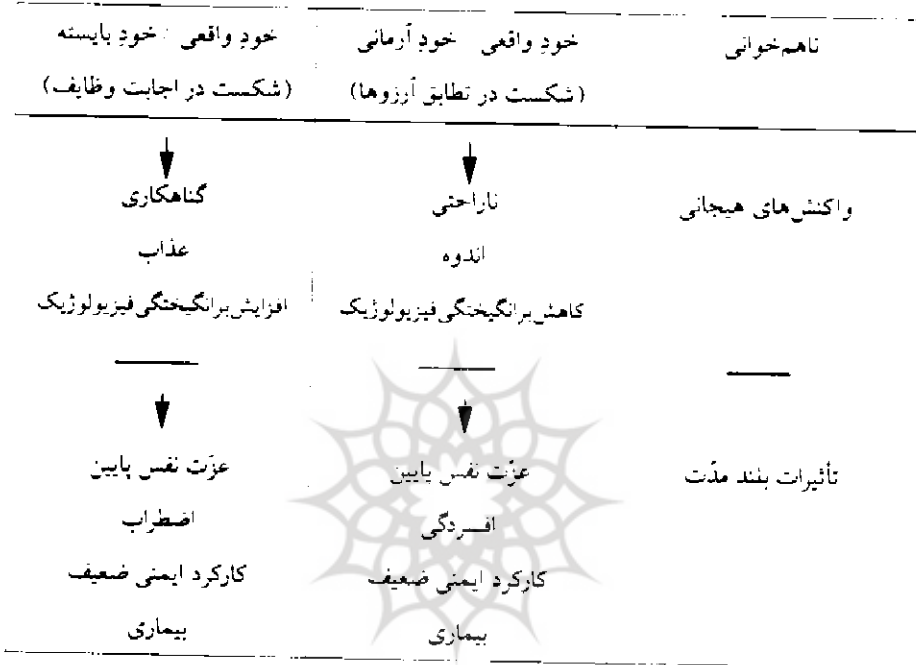 ناهم‌خوانی
خودِ واقعی خودِ آرمانی
(شکست در تطابق آرزوها)
خودِ واقعی : خودِ بایسته
(شکست در اجابت وظایف)
واکنش‌های هیجانی
ناراحتی
اندوه
کاهش برانگیختگی فیزیولوژیک
گناهکاری
عذاب
افزایش برانگیختگی فیزیولوژیک
تأثیرات بلند مدّت
عزّت نفس پایین
افسردگی
کارکرد ایمنی ضعیف
بیماری
عزّت نفس پایین
اضطراب
کارکرد ایمنی ضعیف
بیماری